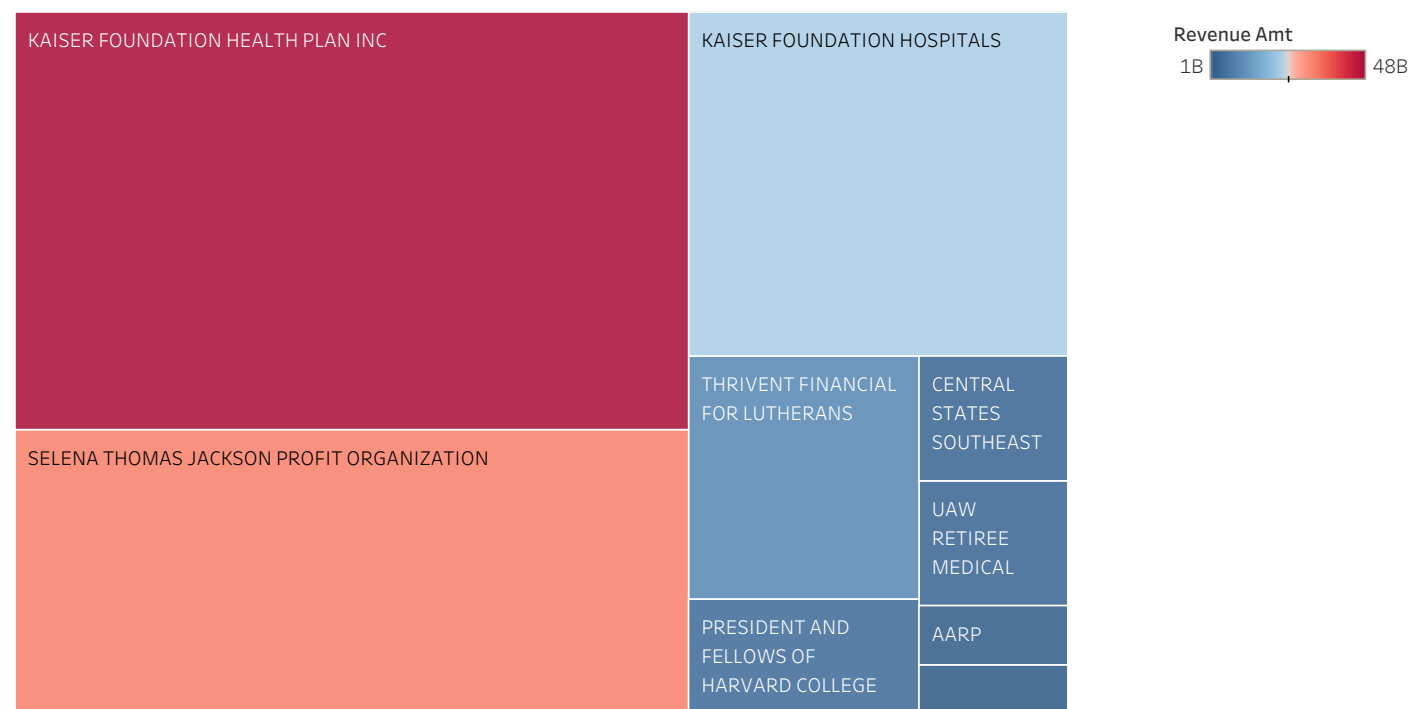 KAISER FOUNDATION HEALTH PLAN INC
KAISER FOUNDATION HOSPITALS
SELENA THOMAS JACKSON PROFIT ORGANIZATION
THRIVENT FINANCIAL
FOR LUTHERANS
CENTRAL
STATES
SOUTHEAST
UAW
RETIREE
MEDICAL
PRESIDENT AND
FELLOWS OF
HARVARD COLLEGE
AARP
Revenue Amt
1B 48B